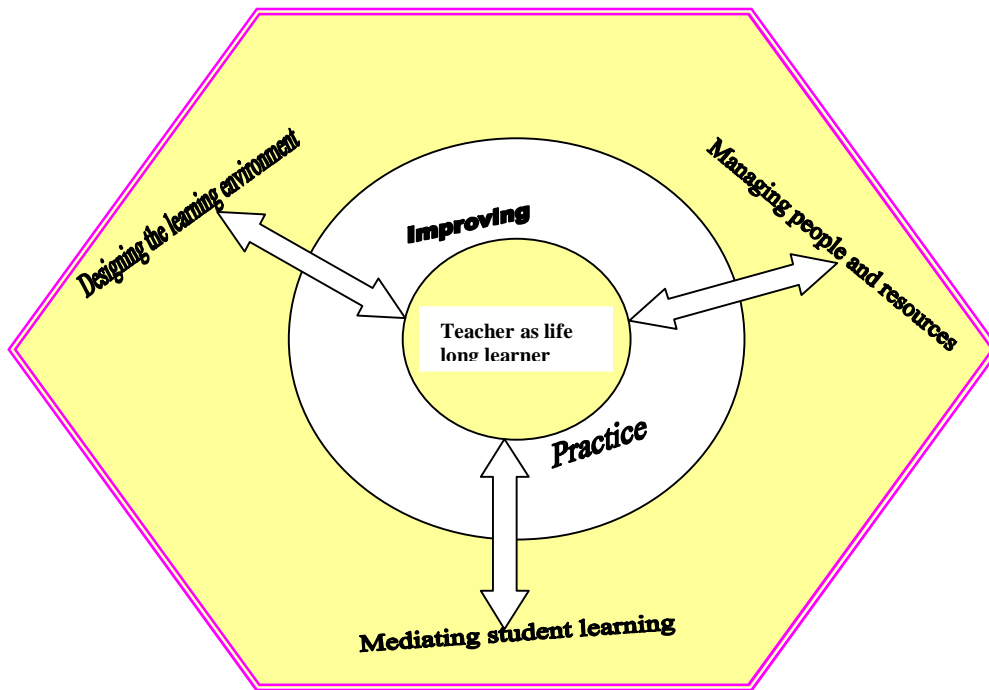 Designing the learning environment
Managing people and resources
Improving
Teacher as life
long learner
Practice
Mediating student learning